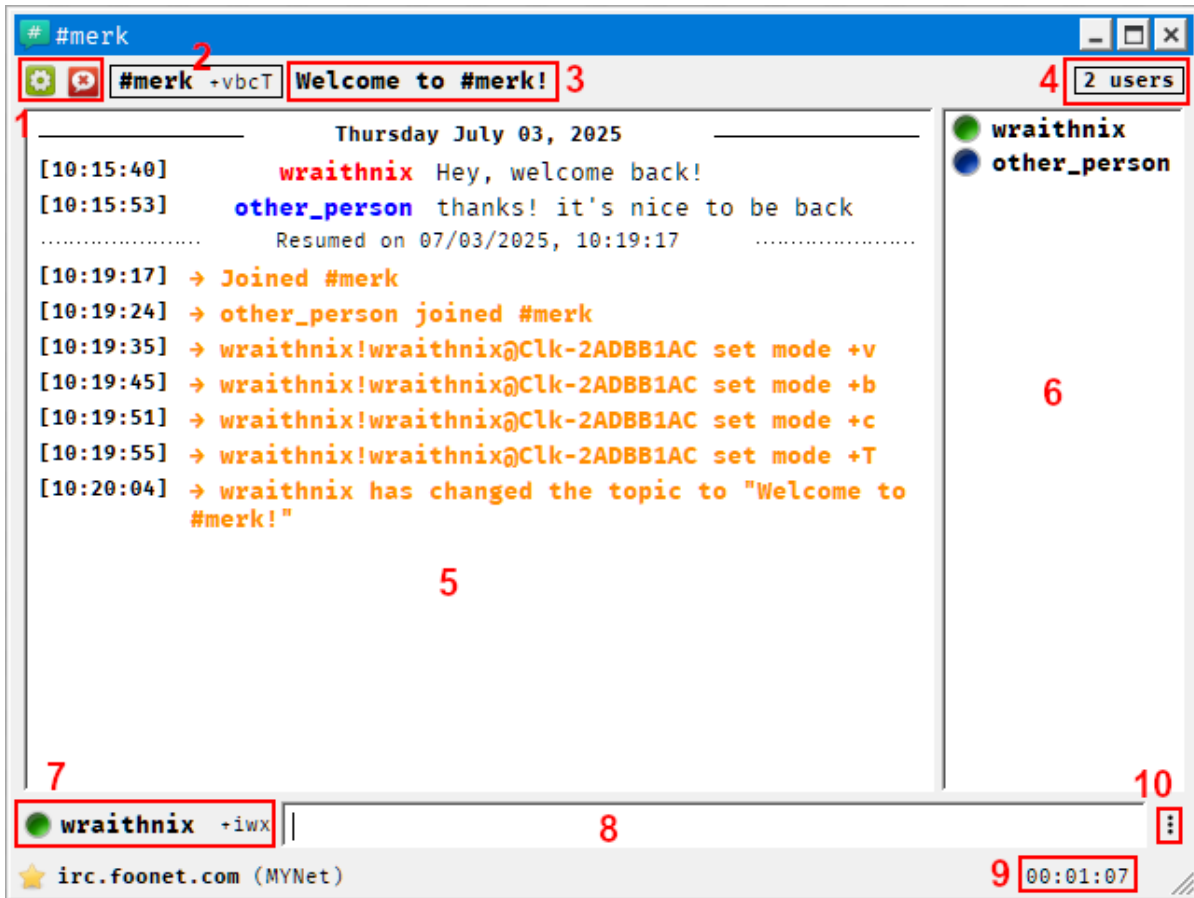 # #merk
2
#merk +vbcT Welcome to #merk! 3 4 2 users
1
Thursday July 03, 2025
[10:15:40] wraithnix Hey, welcome back!
[10:15:53] other_person thanks! it's nice to be back
Resumed on 07/03/2025, 10:19:17
[10:19:17] → Joined #merk
[10:19:24] → other_person joined #merk
[10:19:35] → wraithnix!wraithnix@Clk-2ADBB1AC set mode +v
[10:19:45] → wraithnix!wraithnix@Clk-2ADBB1AC set mode +b
[10:19:51] → wraithnix!wraithnix@Clk-2ADBB1AC set mode +c
[10:19:55] → wraithnix!wraithnix@Clk-2ADBB1AC set mode +T
[10:20:04] → wraithnix has changed the topic to "Welcome to
#merk!"
5
wraithnix
other_person
6
7
10
wraithnix +iwx 8
irc.foonet.com (MYNet) 9 00:01:07